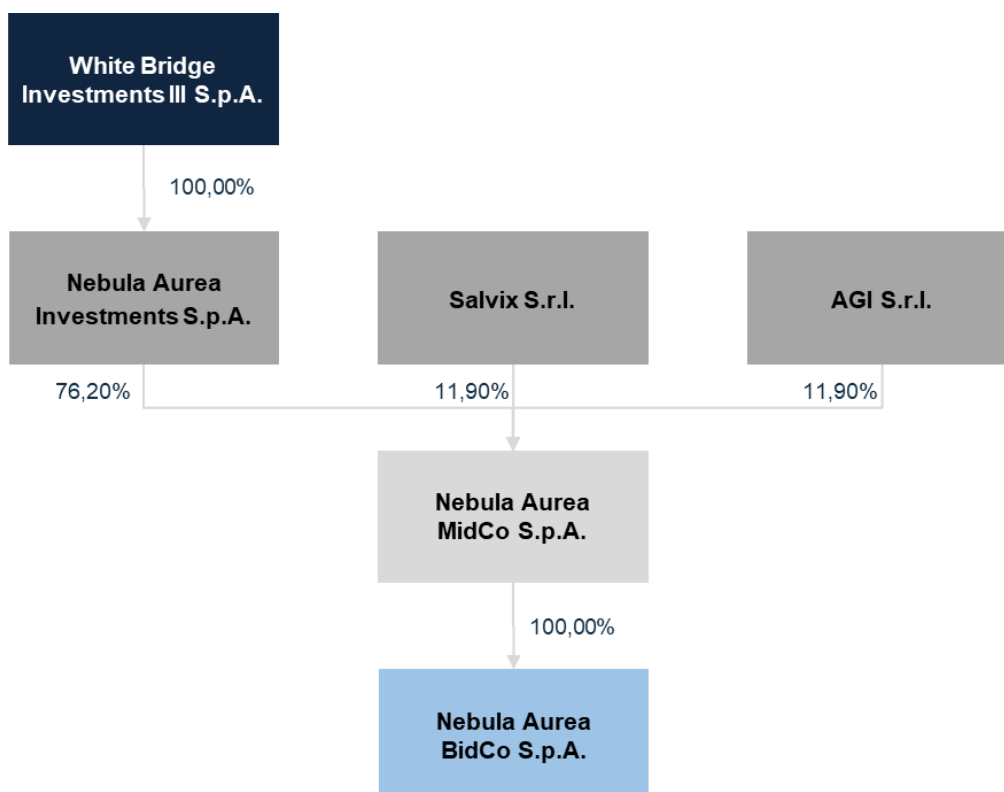 White Bridge
Investments III S.p.A.
100,00%
Nebula Aurea
Investments S.p.A.
Salvix S.r.l.
AGI S.r.l.
76,20%
11,90%
11,90%
Nebula Aurea
MidCo S.p.A.
100,00%
Nebula Aurea
BidCo S.p.A.